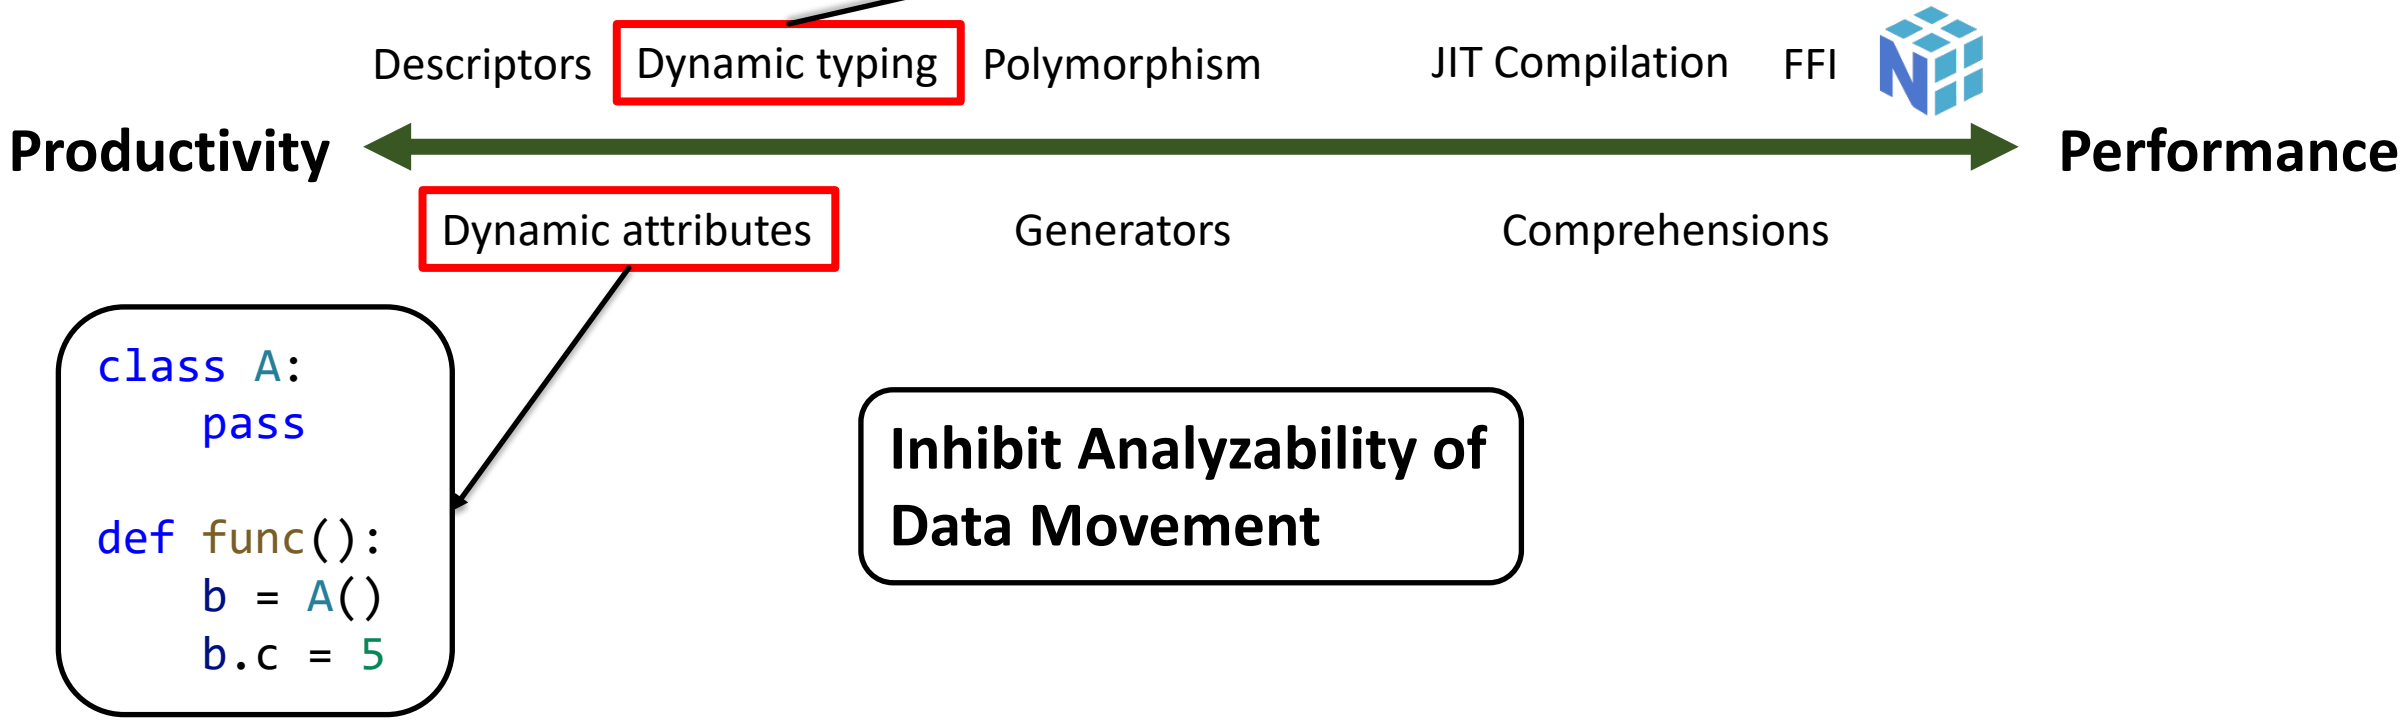 Descriptors Dynamic typing Polymorphism JIT Compilation FFI
Productivity Performance
Dynamic attributes Generators Comprehensions
class A:
    pass
def func():
    b = A()
    b.c = 5
Inhibit Analyzability of
Data Movement